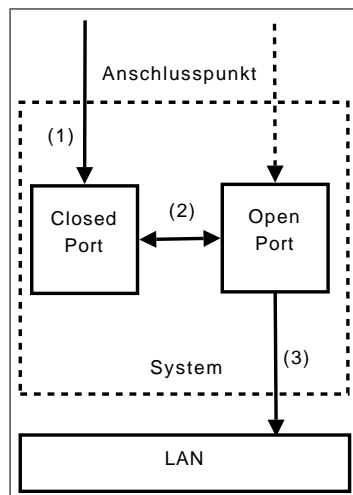 Anschlusspunkt
(1)
Closed
Port
(2)
Open
Port
System
(3)
LAN